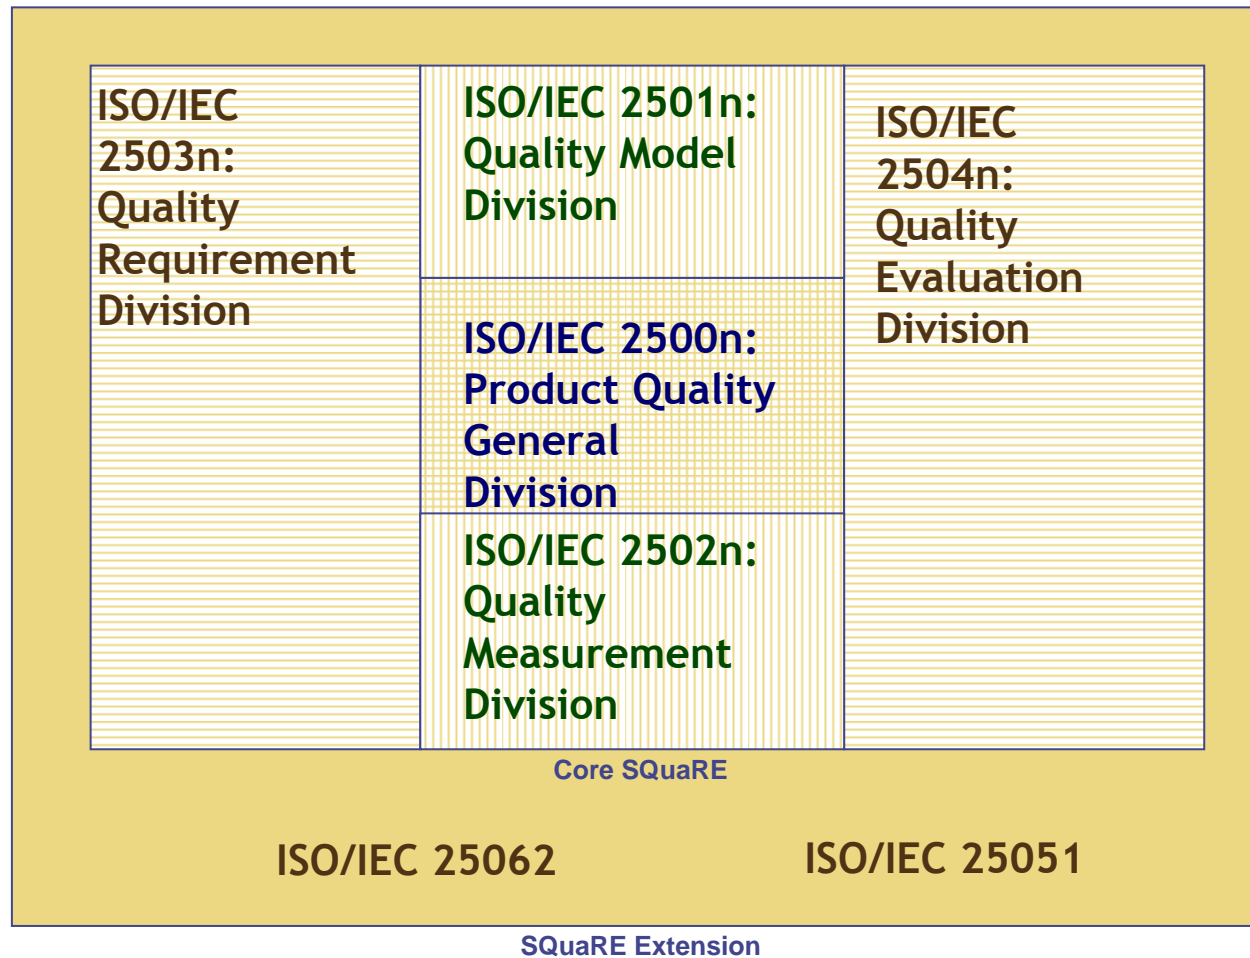 ISO/IEC
2503n:
Quality
Requirement
Division
ISO/IEC 2501n:
Quality Model
Division
ISO/IEC 2500n:
Product Quality
General
Division
ISO/IEC 2502n:
Quality
Measurement
Division
ISO/IEC
2504n:
Quality
Evaluation
Division
Core SQuaRE
ISO/IEC 25062
ISO/IEC 25051
SQuaRE Extension